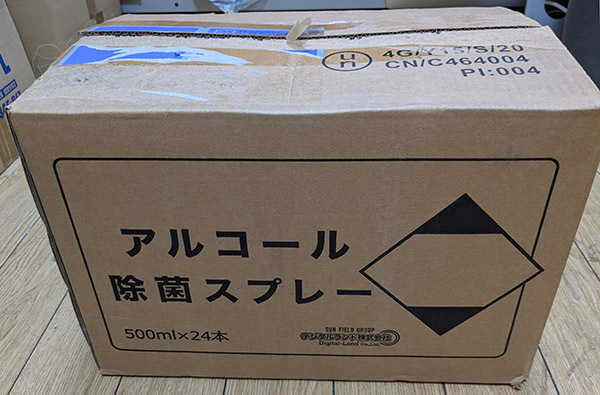 4G/X15/S/20
CN/C464004
PI:004
アルコール
除菌スプレー
500ml×24本
SUN FIELD GROUP
デジタルランド株式会社
Digital-Land Co.,Ltd.